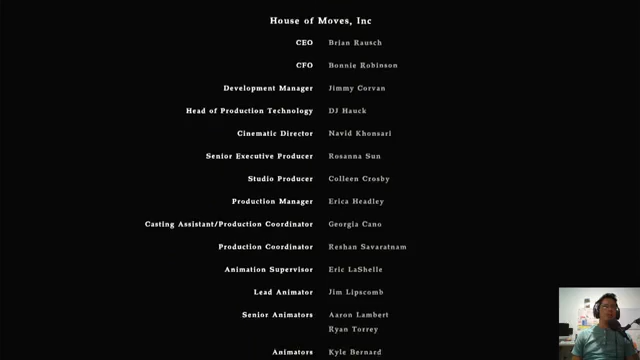 House of Moves, Inc
CEO Brian Rausch
CFO Bonnie Robinson
Development Manager Jimmy Corvan
Head of Production Technology DJ Hauck
Cinematic Director Navid Khonsari
Senior Executive Producer Rosanna Sun
Studio Producer Colleen Crosby
Production Manager Erica Headley
Casting Assistant/Production Coordinator Georgia Cano
Production Coordinator Reshan Savaratnam
Animation Supervisor Eric LaShelle
Lead Animator Jim Lipscomb
Senior Animators Aaron Lambert
Ryan Torrey
Animators Kyle Bernard